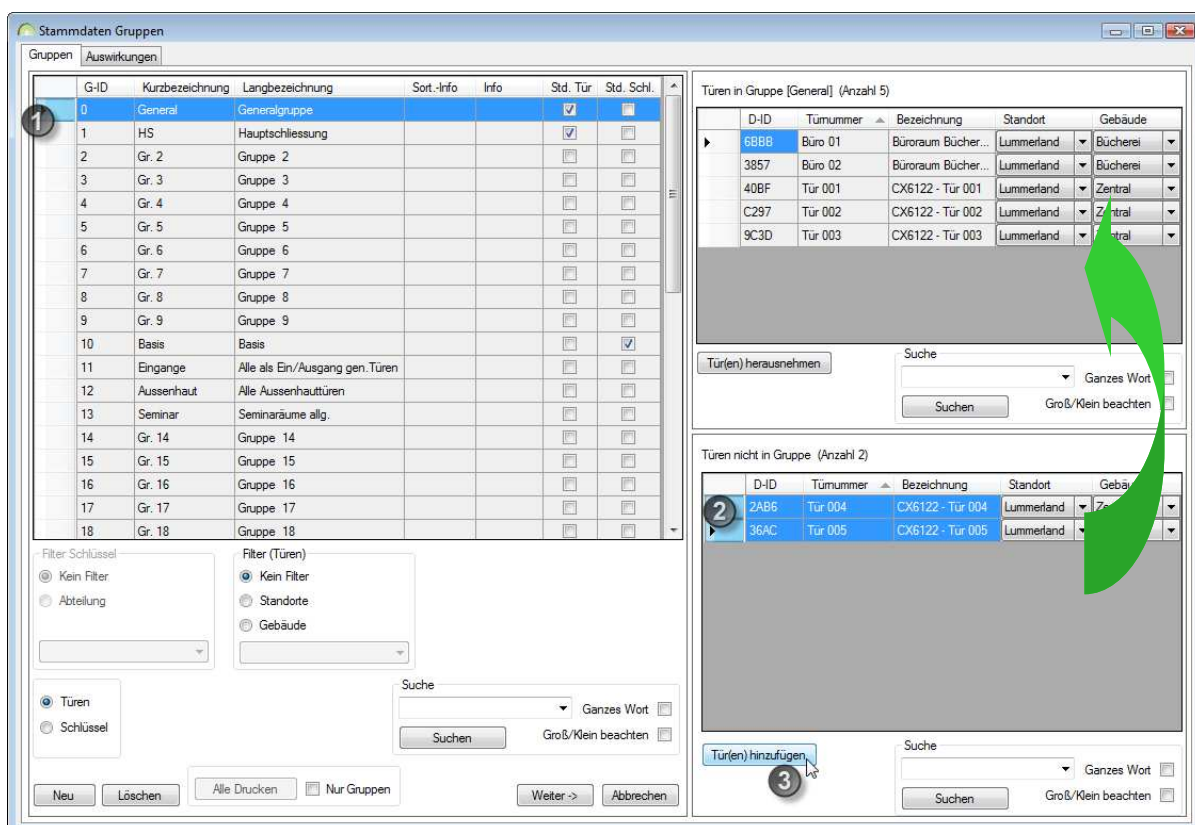 Stammdaten Gruppen
Gruppen Auswirkungen
G-ID Kurzbezeichnung Langbezeichnung Sort.-Info Info Std. Tür Std. Schl.
0 General Generalgruppe
1 HS Hauptschliessung
2 Gr. 2 Gruppe 2
3 Gr. 3 Gruppe 3
4 Gr. 4 Gruppe 4
5 Gr. 5 Gruppe 5
6 Gr. 6 Gruppe 6
7 Gr. 7 Gruppe 7
8 Gr. 8 Gruppe 8
9 Gr. 9 Gruppe 9
10 Basis Basis
11 Eingange Alle als Ein/Ausgang gen.Türen
12 Aussenhaut Alle Aussenhauttüren
13 Seminar Seminaräume allg.
14 Gr. 14 Gruppe 14
15 Gr. 15 Gruppe 15
16 Gr. 16 Gruppe 16
17 Gr. 17 Gruppe 17
18 Gr. 18 Gruppe 18
1
Filter Schlüssel
Kein Filter
Abteilung
Filter (Türen)
Kein Filter
Standorte
Gebäude
Türen
Schlüssel
Suche
Ganzes Wort
Suchen Groß/Klein beachten
Neu Löschen Alle Drucken Nur Gruppen Weiter -> Abbrechen
Türen in Gruppe [General] (Anzahl 5)
D-ID Türnummer Bezeichnung Standort Gebäude
6BBB Büro 01 Büroraum Bücher... Lummerland Bücherei
3857 Büro 02 Büroraum Bücher... Lummerland Bücherei
40BF Tür 001 CX6122 - Tür 001 Lummerland Zentral
C297 Tür 002 CX6122 - Tür 002 Lummerland Zentral
9C3D Tür 003 CX6122 - Tür 003 Lummerland Zentral
Tür(en) herausnehmen
Suche
Ganzes Wort
Suchen Groß/Klein beachten
Türen nicht in Gruppe (Anzahl 2)
D-ID Türnummer Bezeichnung Standort
2AB6 Tür 004 CX6122 - Tür 004 Lummerland
36AC Tür 005 CX6122 - Tür 005 Lummerland
2
Tür(en) hinzufügen
3
Suche
Ganzes Wort
Suchen Groß/Klein beachten